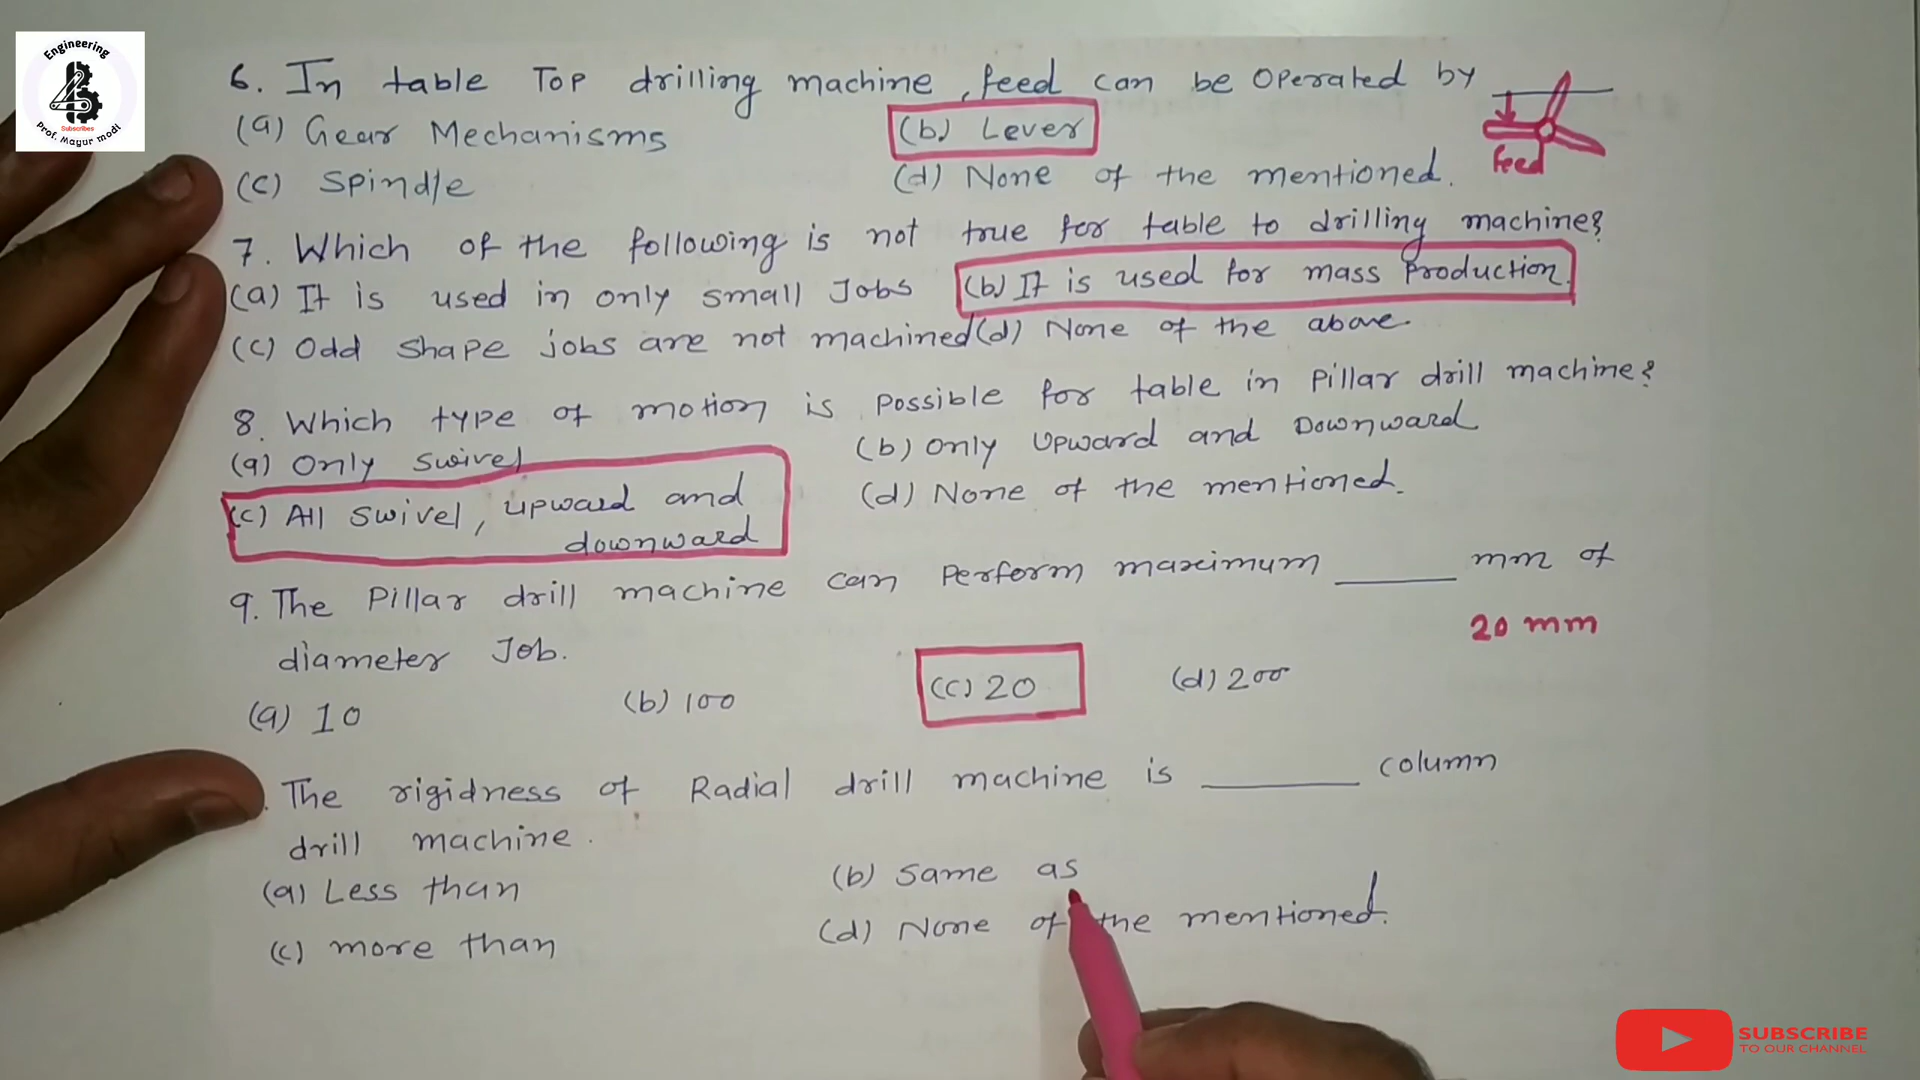 Engineering
Subscribes
Prof. Mayur modi
6. In table Top drilling machine, feed can be operated by ____
(a) Gear Mechanisms (b) Lever
(c) Spindle (d) None of the mentioned.
feed
7. Which of the following is not true for table to drilling machine?
(a) It is used in only small Jobs (b) It is used for mass production.
(c) Odd shape jobs are not machined (d) None of the above.
8. Which type of motion is possible for table in pillar drill machine?
(a) Only swivel (b) Only Upward and Downward
(c) All swivel, upward and downward (d) None of the mentioned.
9. The Pillar drill machine can perform maximum ____ mm of
20 mm
diameter Job.
(a) 10 (b) 100 (c) 20 (d) 200
. The rigidness of Radial drill machine is ____ column
drill machine.
(a) Less than (b) Same as
(c) more than (d) None of the mentioned.
SUBSCRIBE
TO OUR CHANNEL